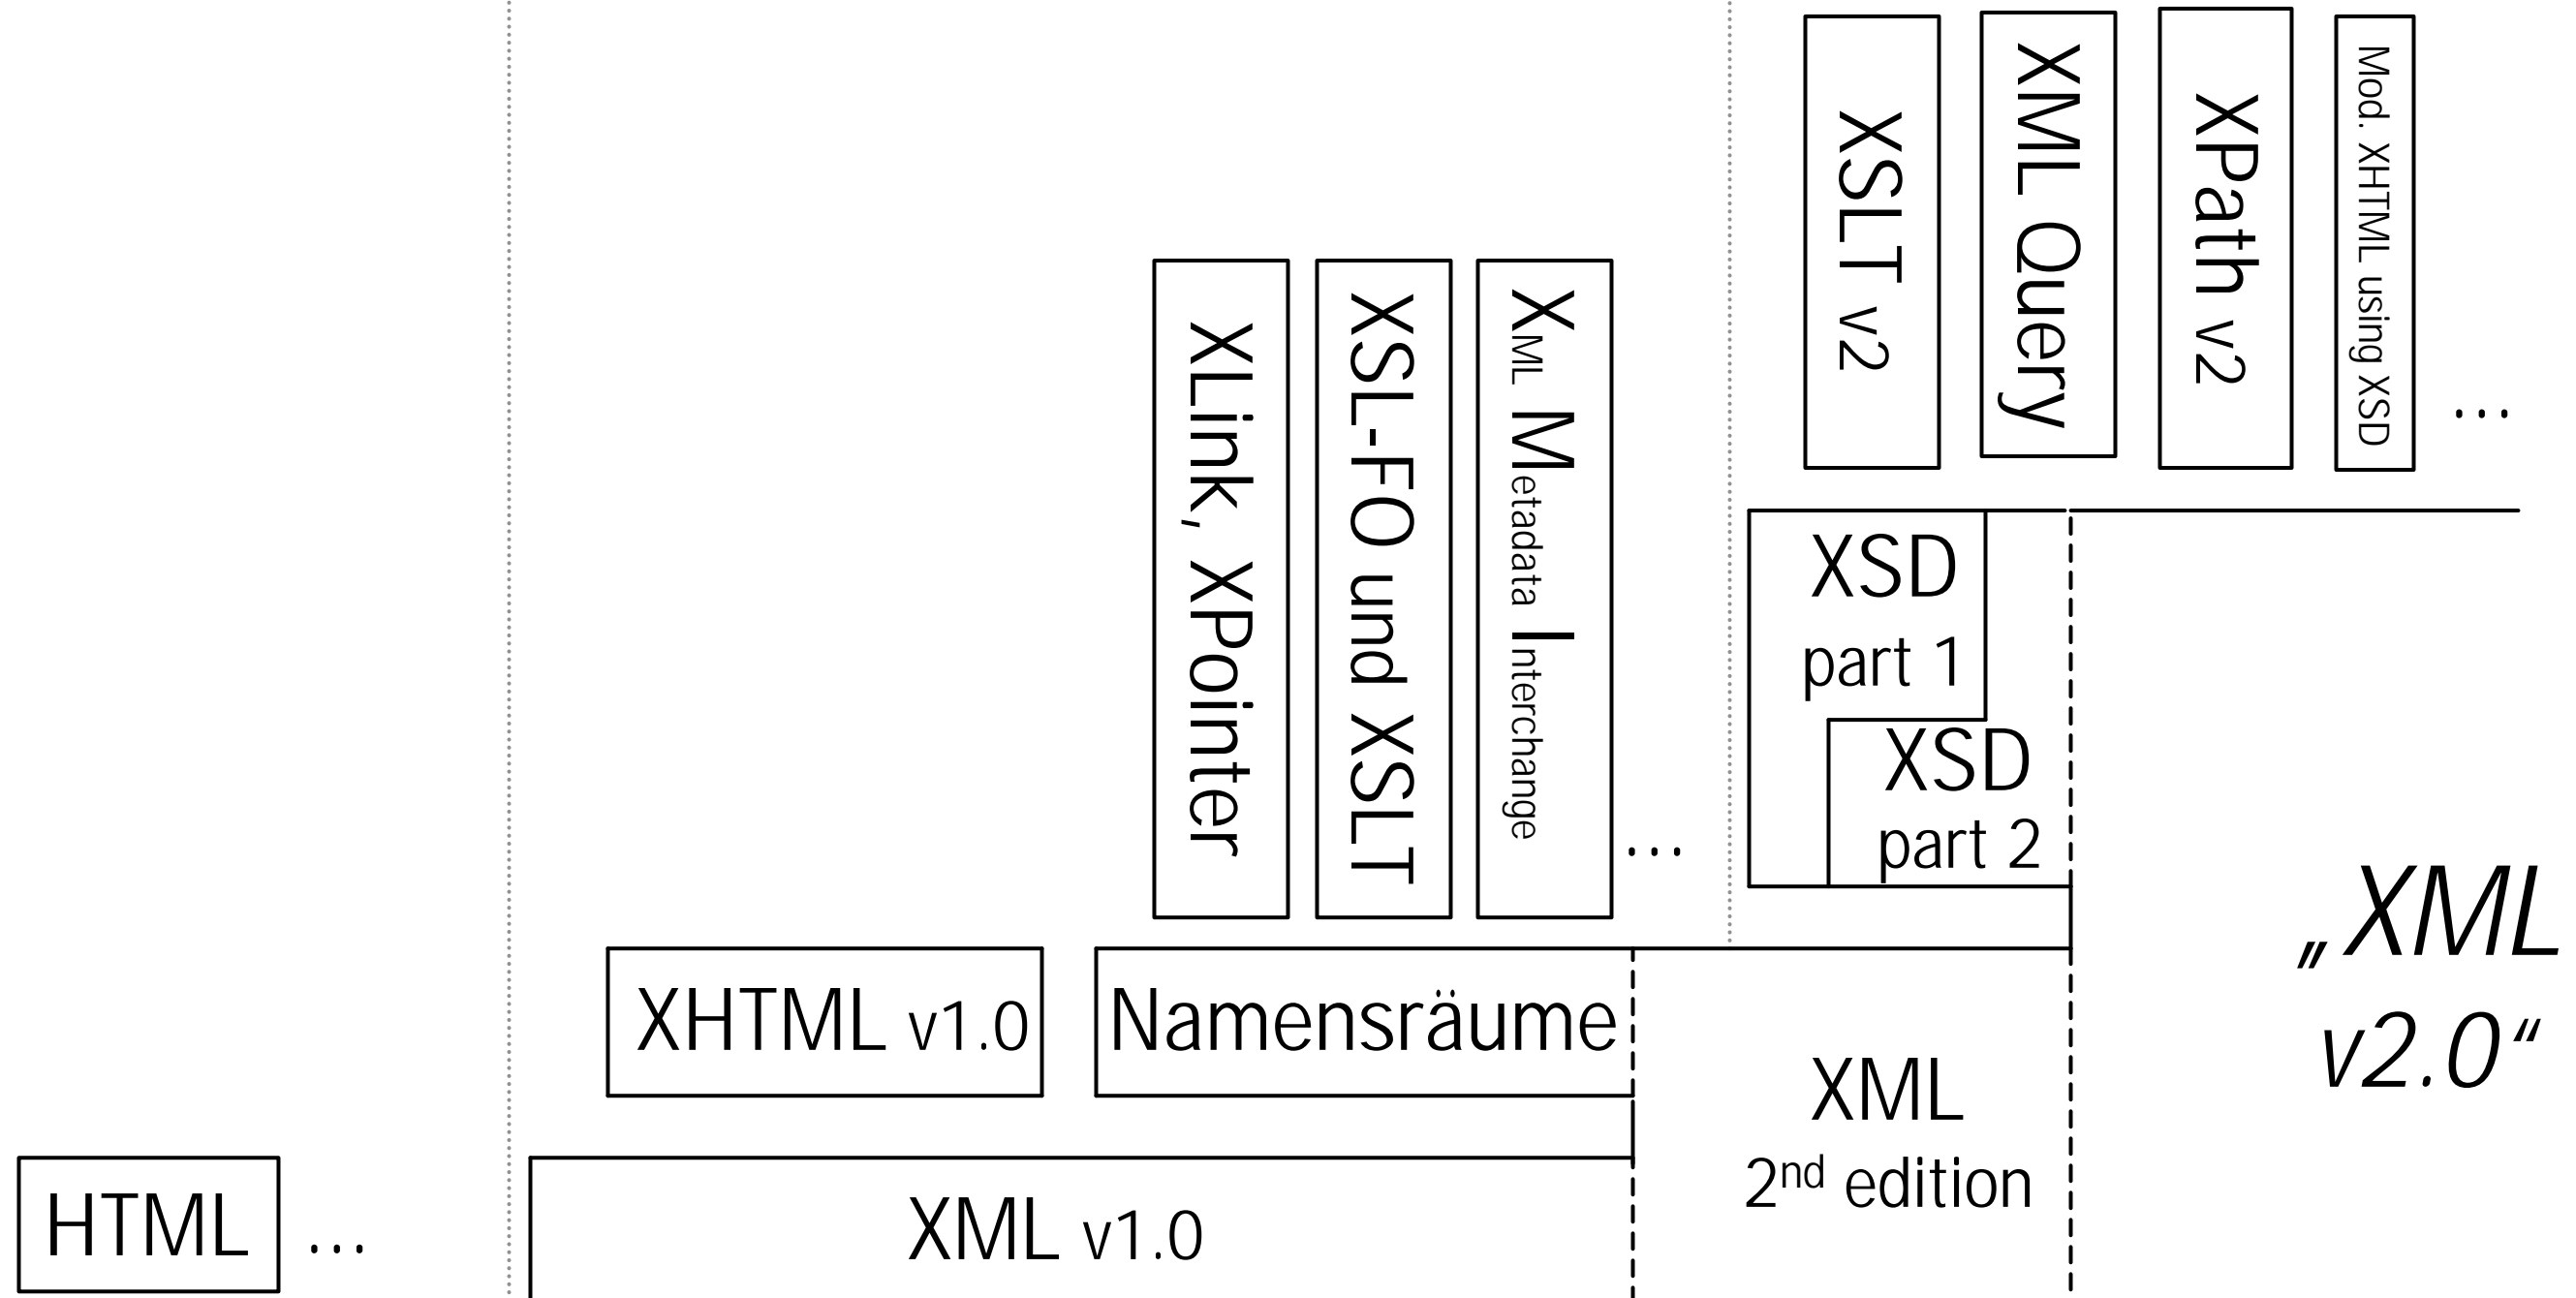 XSLT v2
XML Query
XPath v2
Mod. XHTML using XSD
...
XLink, XPointer
XSL-FO und XSLT
XML Metadata Interchange
...
XSD
part 1
XSD
part 2
„XML
v2.0“
XHTML v1.0
Namensräume
XML
2nd edition
HTML
...
XML v1.0